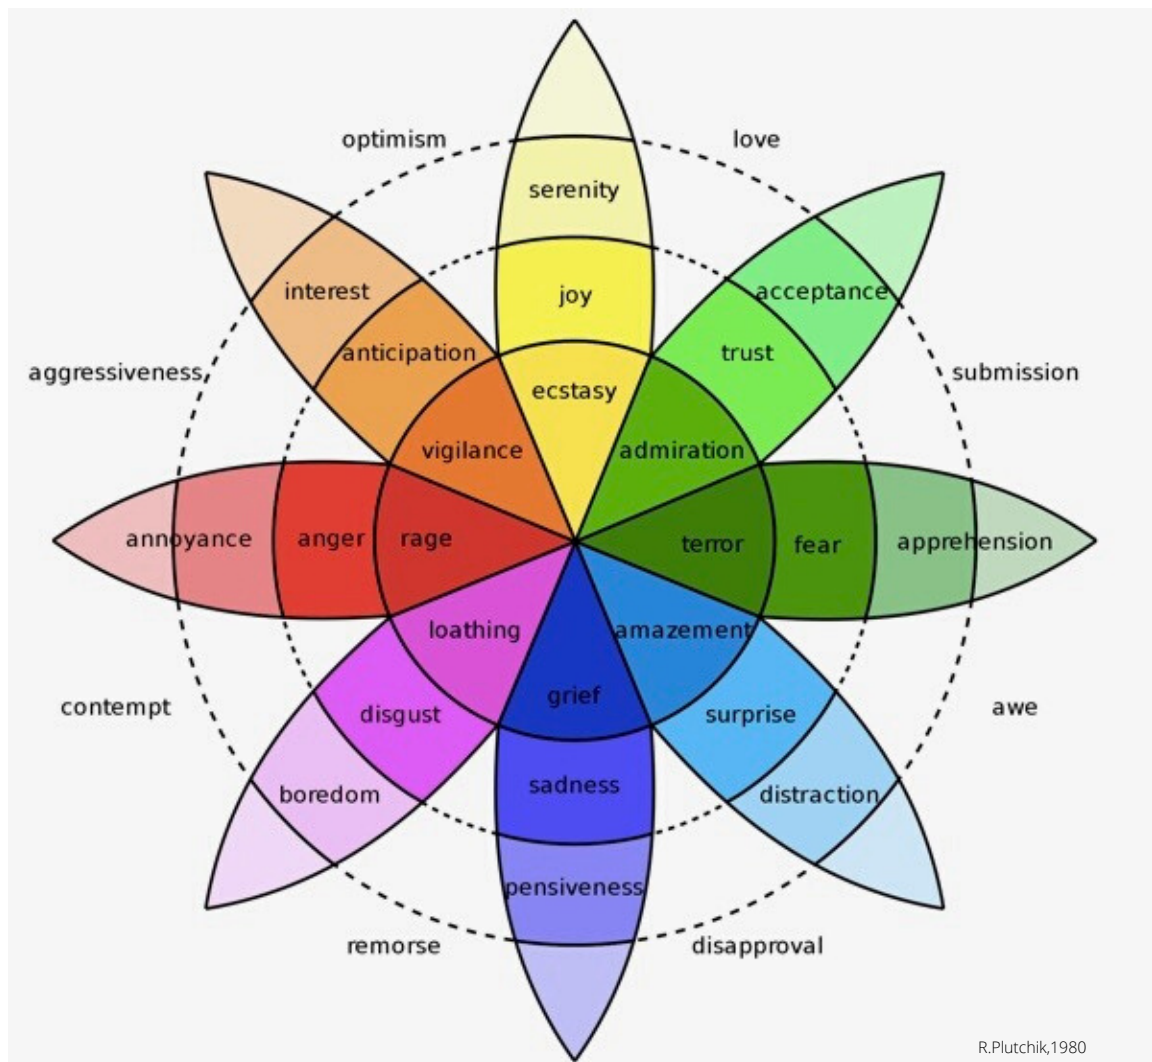 optimism
love
serenity
interest
joy
acceptance
anticipation
trust
aggressiveness
submission
ecstasy
vigilance
admiration
annoyance
anger
rage
terror
fear
apprehension
loathing
amazement
grief
contempt
awe
disgust
surprise
sadness
boredom
distraction
pensiveness
remorse
disapproval
R.Plutchik,1980